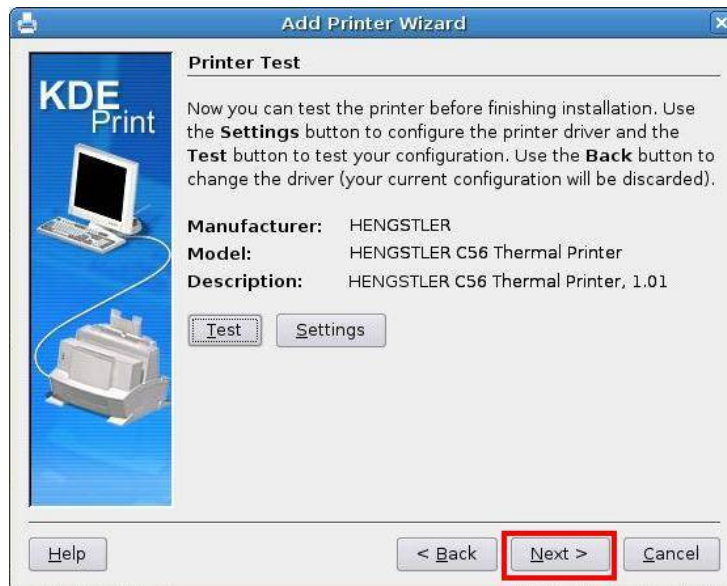 Add Printer Wizard
KDE
Print
Printer Test
Now you can test the printer before finishing installation. Use
the Settings button to configure the printer driver and the
Test button to test your configuration. Use the Back button to
change the driver (your current configuration will be discarded).
Manufacturer: HENGSTLER
Model: HENGSTLER C56 Thermal Printer
Description: HENGSTLER C56 Thermal Printer, 1.01
Test Settings
Help < Back Next > Cancel